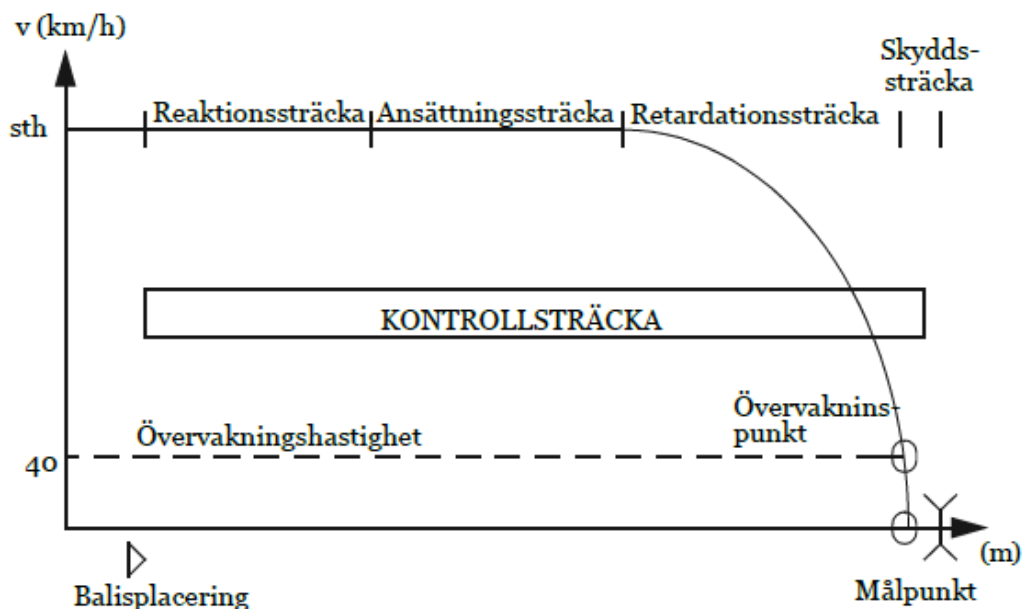 v (km/h)
Skydds-
sträcka
Reaktionssträcka
Ansättningssträcka
Retardationssträcka
sth
KONTROLLSTRÄCKA
Övervaknins-
punkt
Övervakningshastighet
40
(m)
Balisplacering
Målpunkt